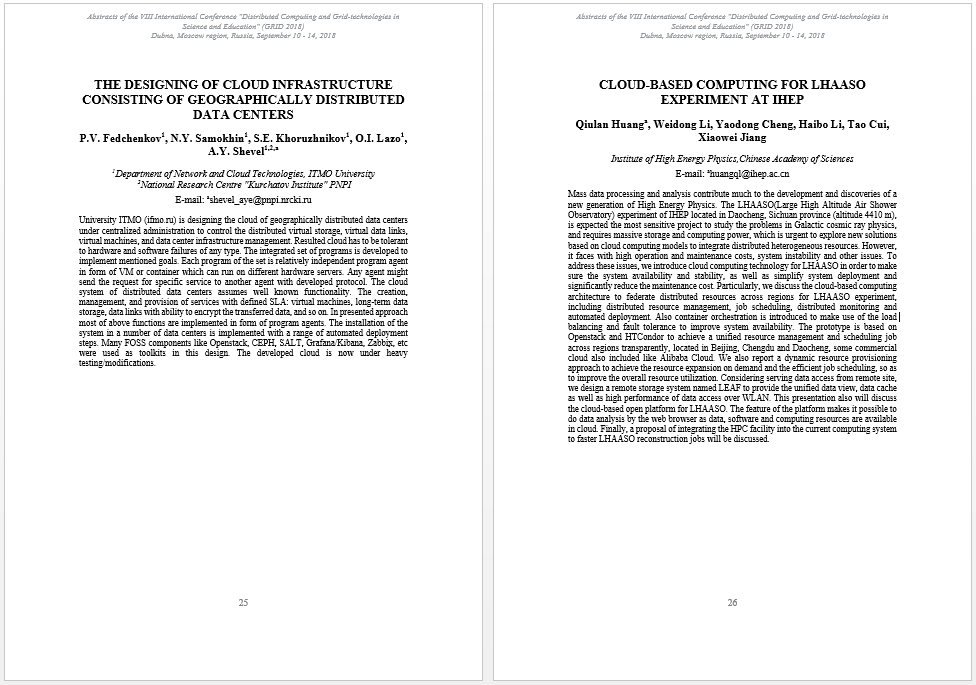 Abstracts of the VIII International Conference "Distributed Computing and Grid-technologies in
Science and Education" (GRID 2018)
Dubna, Moscow region, Russia, September 10 - 14, 2018
THE DESIGNING OF CLOUD INFRASTRUCTURE
CONSISTING OF GEOGRAPHICALLY DISTRIBUTED
DATA CENTERS
P.V. Fedchenkov1, N.Y. Samokhin1, S.E. Khoruzhnikov1, O.I. Lazo1,
A.Y. Shevel1,2,a
1Department of Network and Cloud Technologies, ITMO University
2National Research Centre "Kurchatov Institute" PNPI
E-mail: ashevel_aye@pnpi.nrcki.ru
University ITMO (ifmo.ru) is designing the cloud of geographically distributed data centers
under centralized administration to control the distributed virtual storage, virtual data links,
virtual machines, and data center infrastructure management. Resulted cloud has to be tolerant
to hardware and software failures of any type. The integrated set of programs is developed to
implement mentioned goals. Each program of the set is relatively independent program agent
in form of VM or container which can run on different hardware servers. Any agent might
send the request for specific service to another agent with developed protocol. The cloud
system of distributed data centers assumes well known functionality. The creation,
management, and provision of services with defined SLA: virtual machines, long-term data
storage, data links with ability to encrypt the transferred data, and so on. In presented approach
most of above functions are implemented in form of program agents. The installation of the
system in a number of data centers is implemented with a range of automated deployment
steps. Many FOSS components like Openstack, CEPH, SALT, Grafana/Kibana, Zabbix, etc
were used as toolkits in this design. The developed cloud is now under heavy
testing/modifications.
25
Abstracts of the VIII International Conference "Distributed Computing and Grid-technologies in
Science and Education" (GRID 2018)
Dubna, Moscow region, Russia, September 10 - 14, 2018
CLOUD-BASED COMPUTING FOR LHAASO
EXPERIMENT AT IHEP
Qiulan Huanga, Weidong Li, Yaodong Cheng, Haibo Li, Tao Cui,
Xiaowei Jiang
Institute of High Energy Physics,Chinese Academy of Sciences
E-mail: ahuangql@ihep.ac.cn
Mass data processing and analysis contribute much to the development and discoveries of a
new generation of High Energy Physics. The LHAASO(Large High Altitude Air Shower
Observatory) experiment of IHEP located in Daocheng, Sichuan province (altitude 4410 m),
is expected the most sensitive project to study the problems in Galactic cosmic ray physics,
and requires massive storage and computing power, which is urgent to explore new solutions
based on cloud computing models to integrate distributed heterogeneous resources. However,
it faces with high operation and maintenance costs, system instability and other issues. To
address these issues, we introduce cloud computing technology for LHAASO in order to make
sure the system availability and stability, as well as simplify system deployment and
significantly reduce the maintenance cost. Particularly, we discuss the cloud-based computing
architecture to federate distributed resources across regions for LHAASO experiment,
including distributed resource management, job scheduling, distributed monitoring and
automated deployment. Also container orchestration is introduced to make use of the load
balancing and fault tolerance to improve system availability. The prototype is based on
Openstack and HTCondor to achieve a unified resource management and scheduling job
across regions transparently, located in Beijing, Chengdu and Daocheng, some commercial
cloud also included like Alibaba Cloud. We also report a dynamic resource provisioning
approach to achieve the resource expansion on demand and the efficient job scheduling, so as
to improve the overall resource utilization. Considering serving data access from remote site,
we design a remote storage system named LEAF to provide the unified data view, data cache
as well as high performance of data access over WLAN. This presentation also will discuss
the cloud-based open platform for LHAASO. The feature of the platform makes it possible to
do data analysis by the web browser as data, software and computing resources are available
in cloud. Finally, a proposal of integrating the HPC facility into the current computing system
to faster LHAASO reconstruction jobs will be discussed.
26